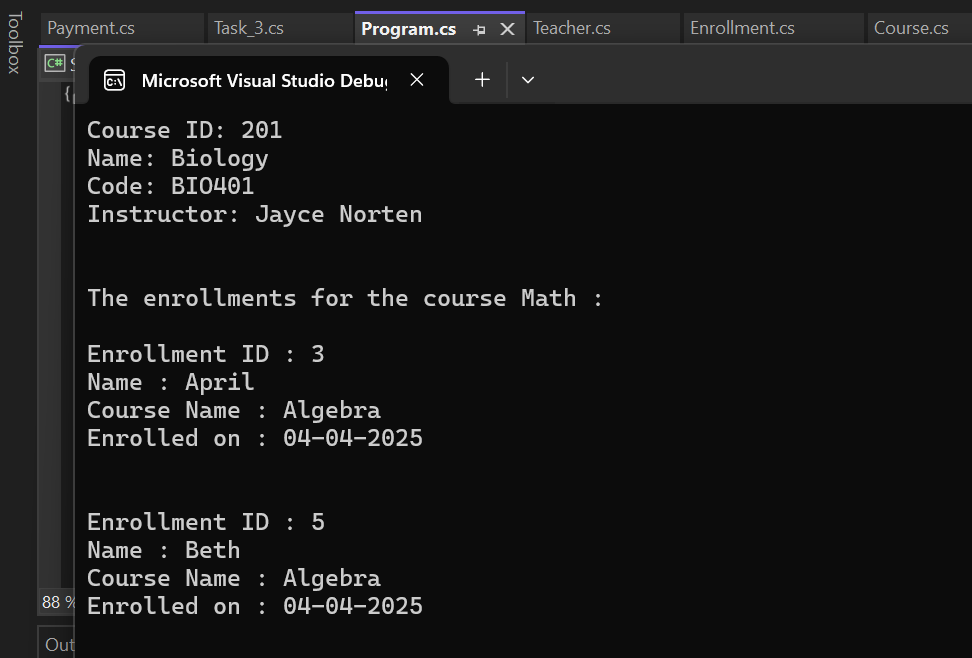 Toolbox
Payment.cs Task_3.cs Program.cs Teacher.cs Enrollment.cs Course.cs
C# S
Microsoft Visual Studio Debu
{
Course ID: 201
Name: Biology
Code: BIO401
Instructor: Jayce Norten
The enrollments for the course Math :
Enrollment ID : 3
Name : April
Course Name : Algebra
Enrolled on : 04-04-2025
Enrollment ID : 5
Name : Beth
Course Name : Algebra
Enrolled on : 04-04-2025
88 %
Out